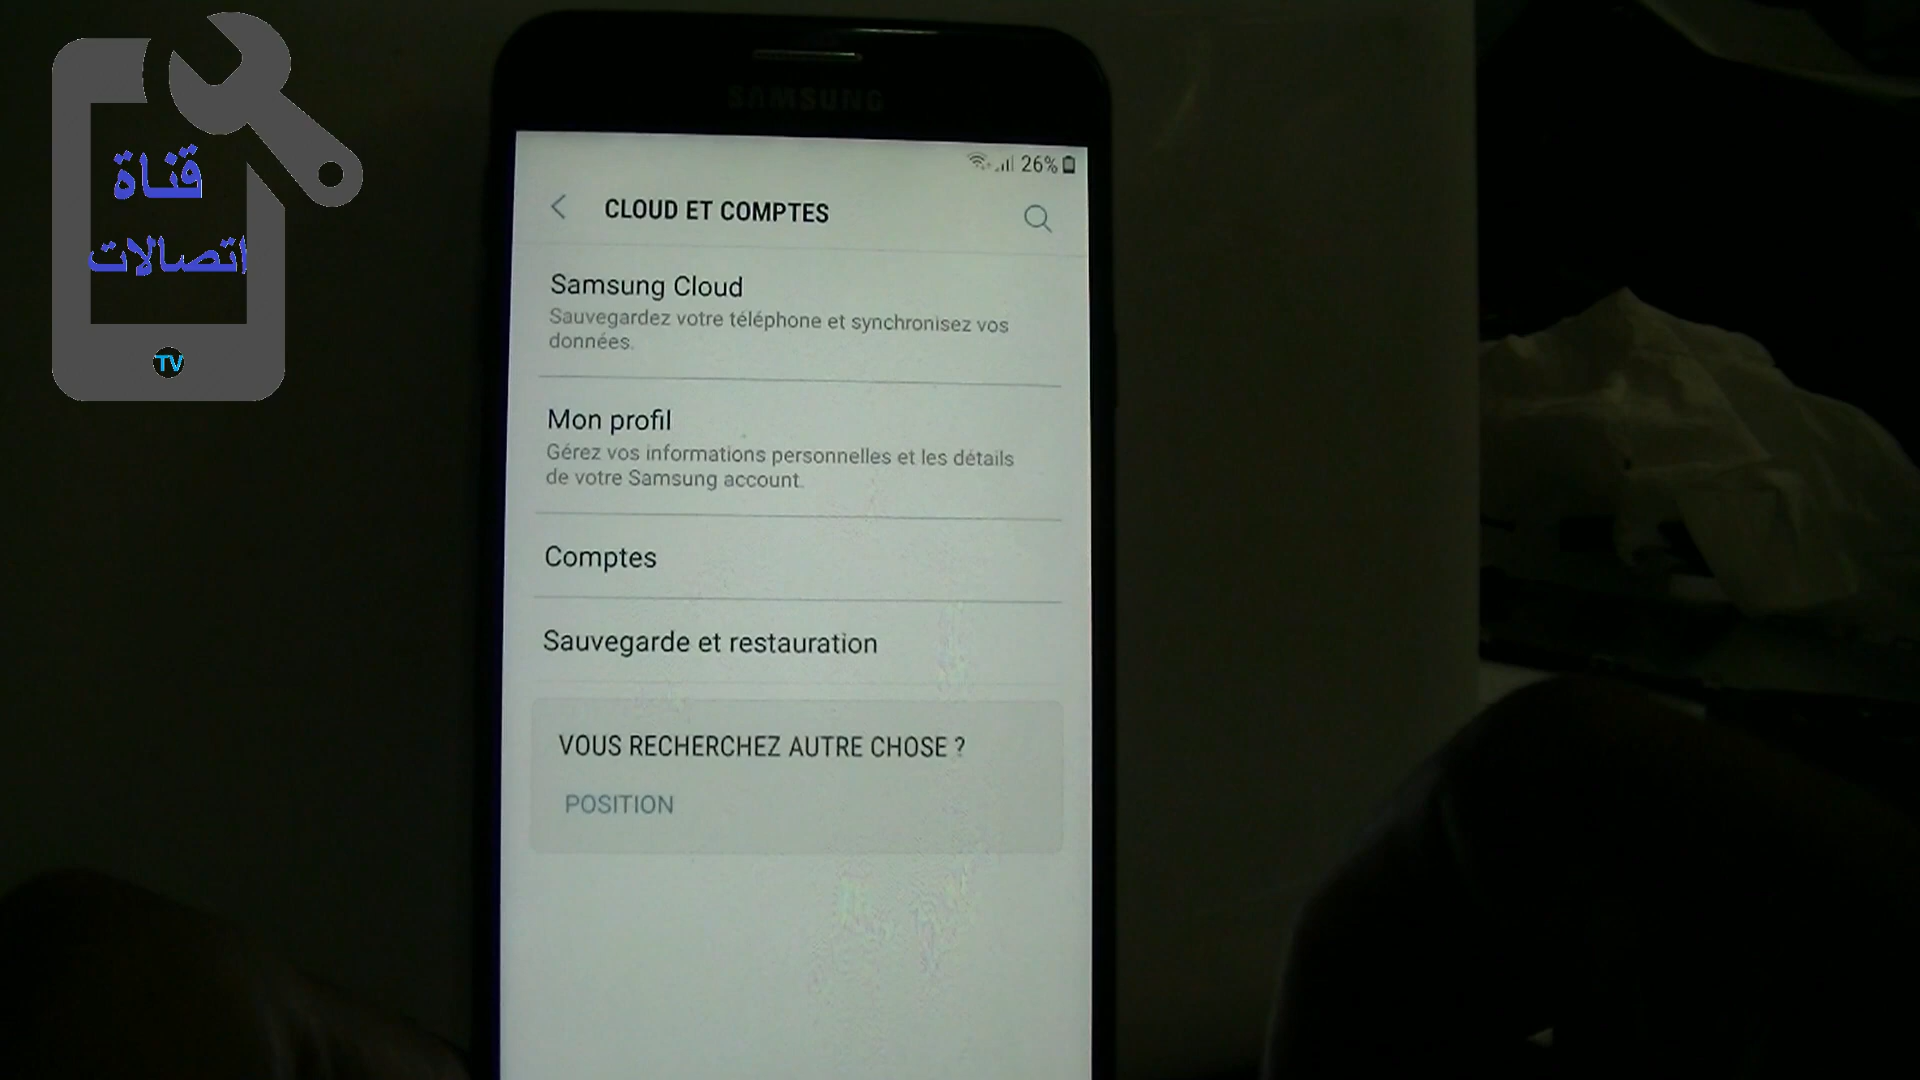 قناة
اتصالات
TV
SAMSUNG
26%
CLOUD ET COMPTES
Samsung Cloud
Sauvegardez votre téléphone et synchronisez vos
données.
Mon profil
Gérez vos informations personnelles et les détails
de votre Samsung account.
Comptes
Sauvegarde et restauration
VOUS RECHERCHEZ AUTRE CHOSE ?
POSITION